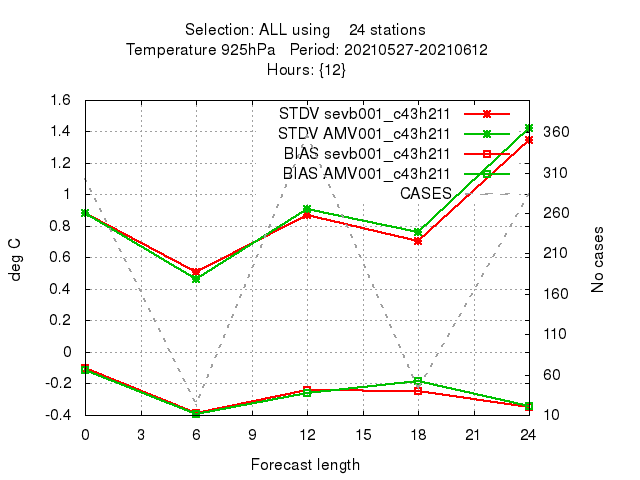 Selection: ALL using 24 stations
Temperature 925hPa Period: 20210527-20210612
Hours: {12}
STDV sevb001_c43h211
STDV AMV001_c43h211
BIAS sevb001_c43h211
BIAS AMV001_c43h211
CASES
1.6
1.4
1.2
1
0.8
0.6
0.4
0.2
0
-0.2
-0.4
deg C
360
310
260
210
160
110
60
10
No cases
0 3 6 9 12 15 18 21 24
Forecast length